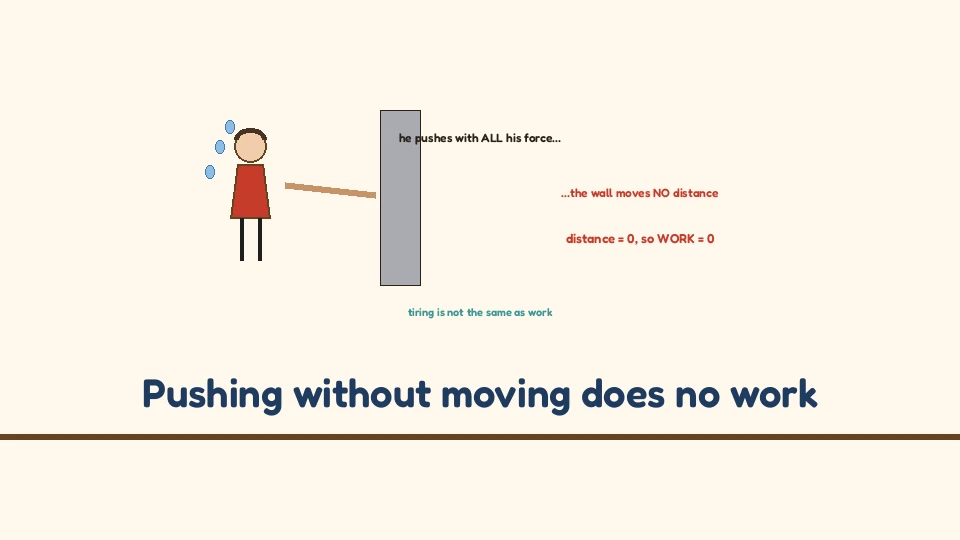 he pushes with ALL his force...
...the wall moves NO distance
distance = 0, so WORK = 0
tiring is not the same as work
Pushing without moving does no work